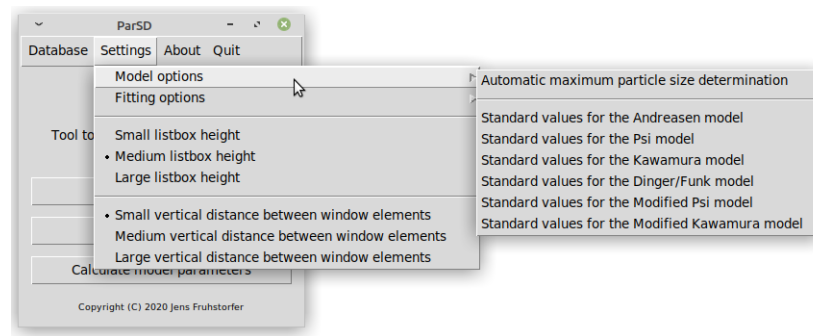 ParSD
Database Settings About Quit
Model options
Fitting options
Small listbox height
Medium listbox height
Large listbox height
Small vertical distance between window elements
Medium vertical distance between window elements
Large vertical distance between window elements
Automatic maximum particle size determination
Standard values for the Andreasen model
Standard values for the Psi model
Standard values for the Kawamura model
Standard values for the Dinger/Funk model
Standard values for the Modified Psi model
Standard values for the Modified Kawamura model
Tool to
Calculate model parameters
Copyright (C) 2020 Jens Fruhstorfer